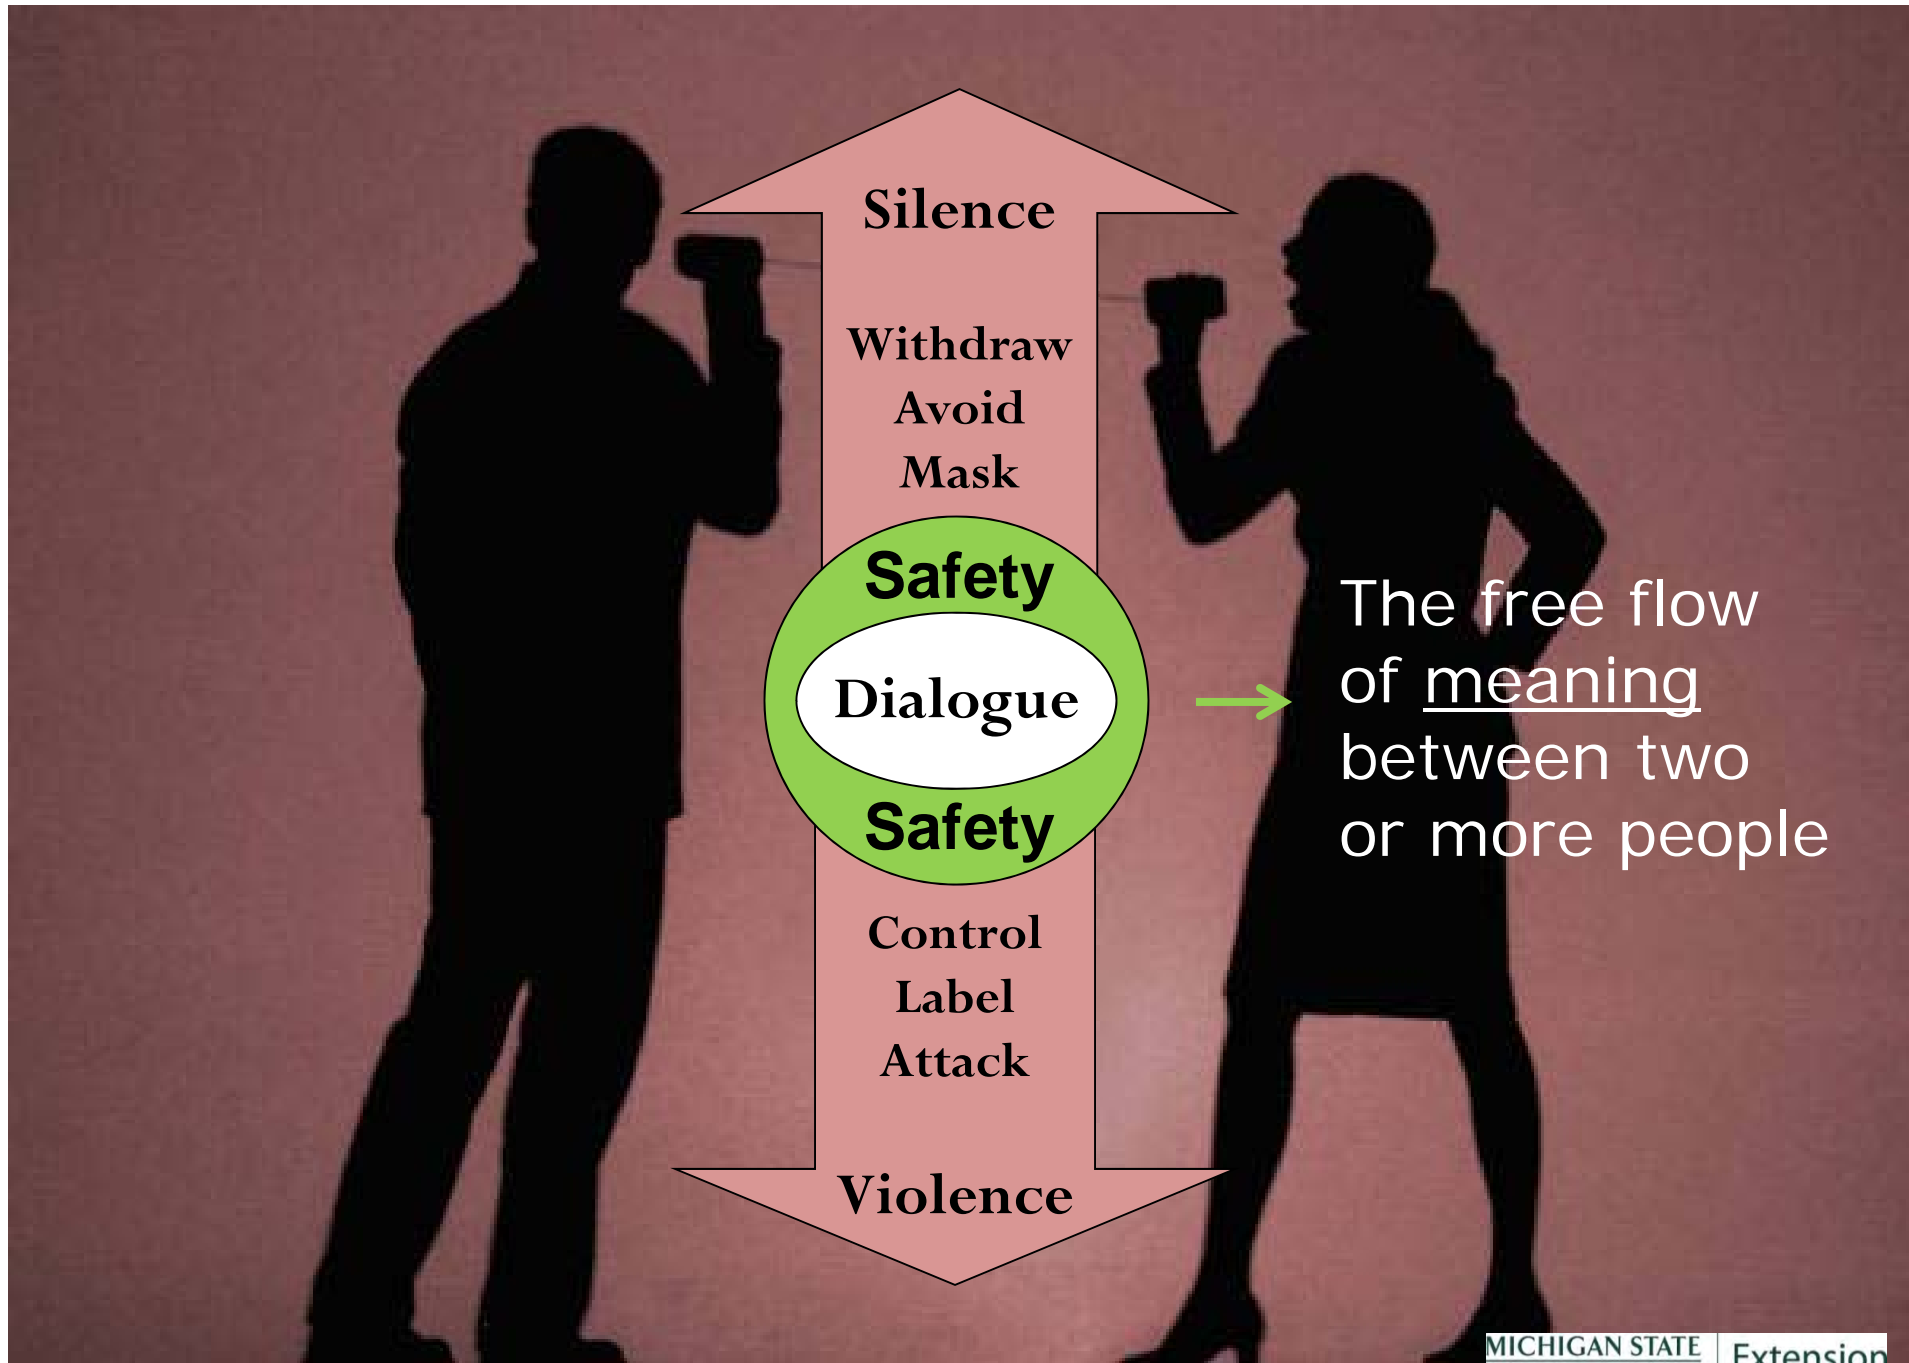 Silence
Withdraw
Avoid
Mask
Safety
Dialogue
Safety
Control
Label
Attack
Violence
The free flow
of meaning
between two
or more people
MICHIGAN STATE
Extension